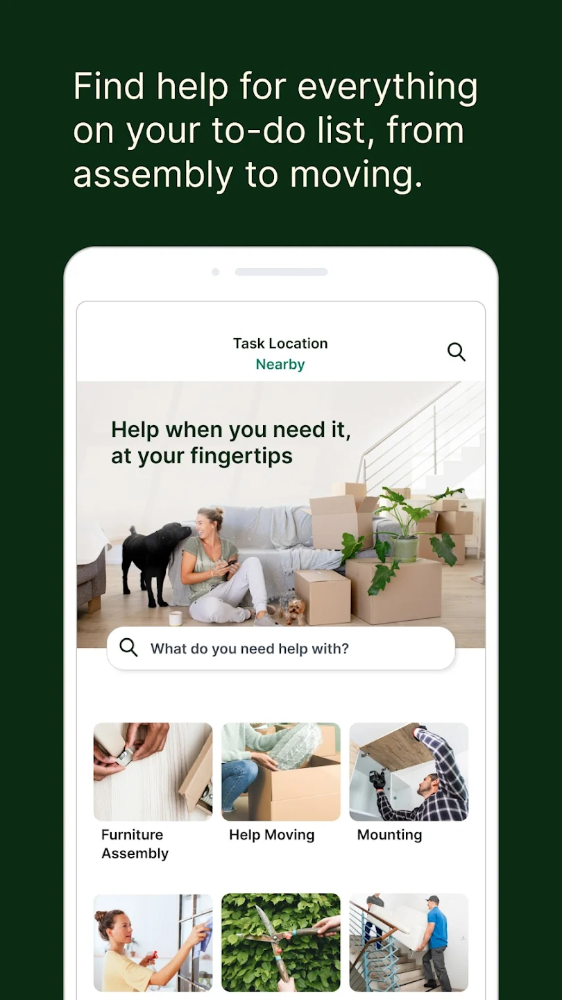 Find help for everything
on your to-do list, from
assembly to moving.
Task Location
Nearby
Help when you need it,
at your fingertips
What do you need help with?
Furniture
Assembly
Help Moving
Mounting